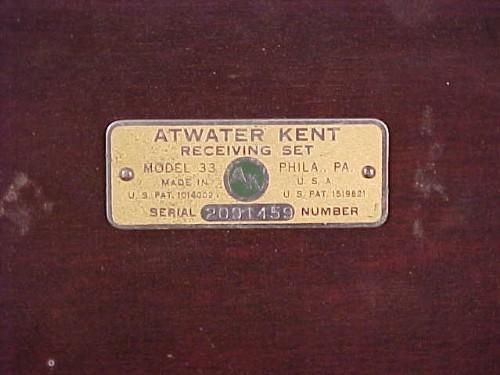 ATWATER KENT
RECEIVING SET
MODEL 33 AK PHILA., PA.
MADE IN U.S.A.
U.S. PAT. 1014002 U.S. PAT. 1519821
SERIAL 2091459 NUMBER